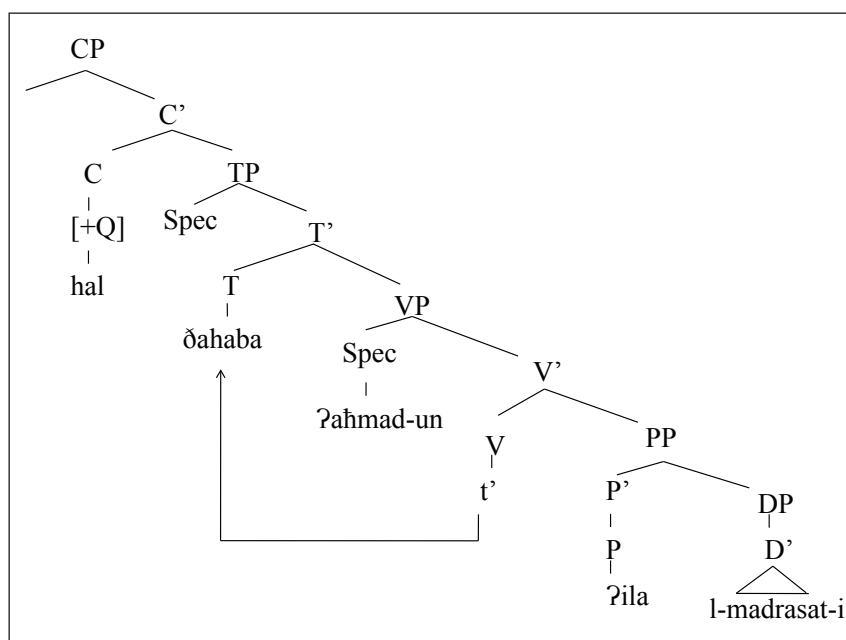 CP
C’
C
TP
[+Q]
Spec
T’
hal
T
VP
ðahaba
Spec
V’
ʔaħmad-un
V
PP
t’
P’
DP
P
D’
ʔila
l-madrasat-i